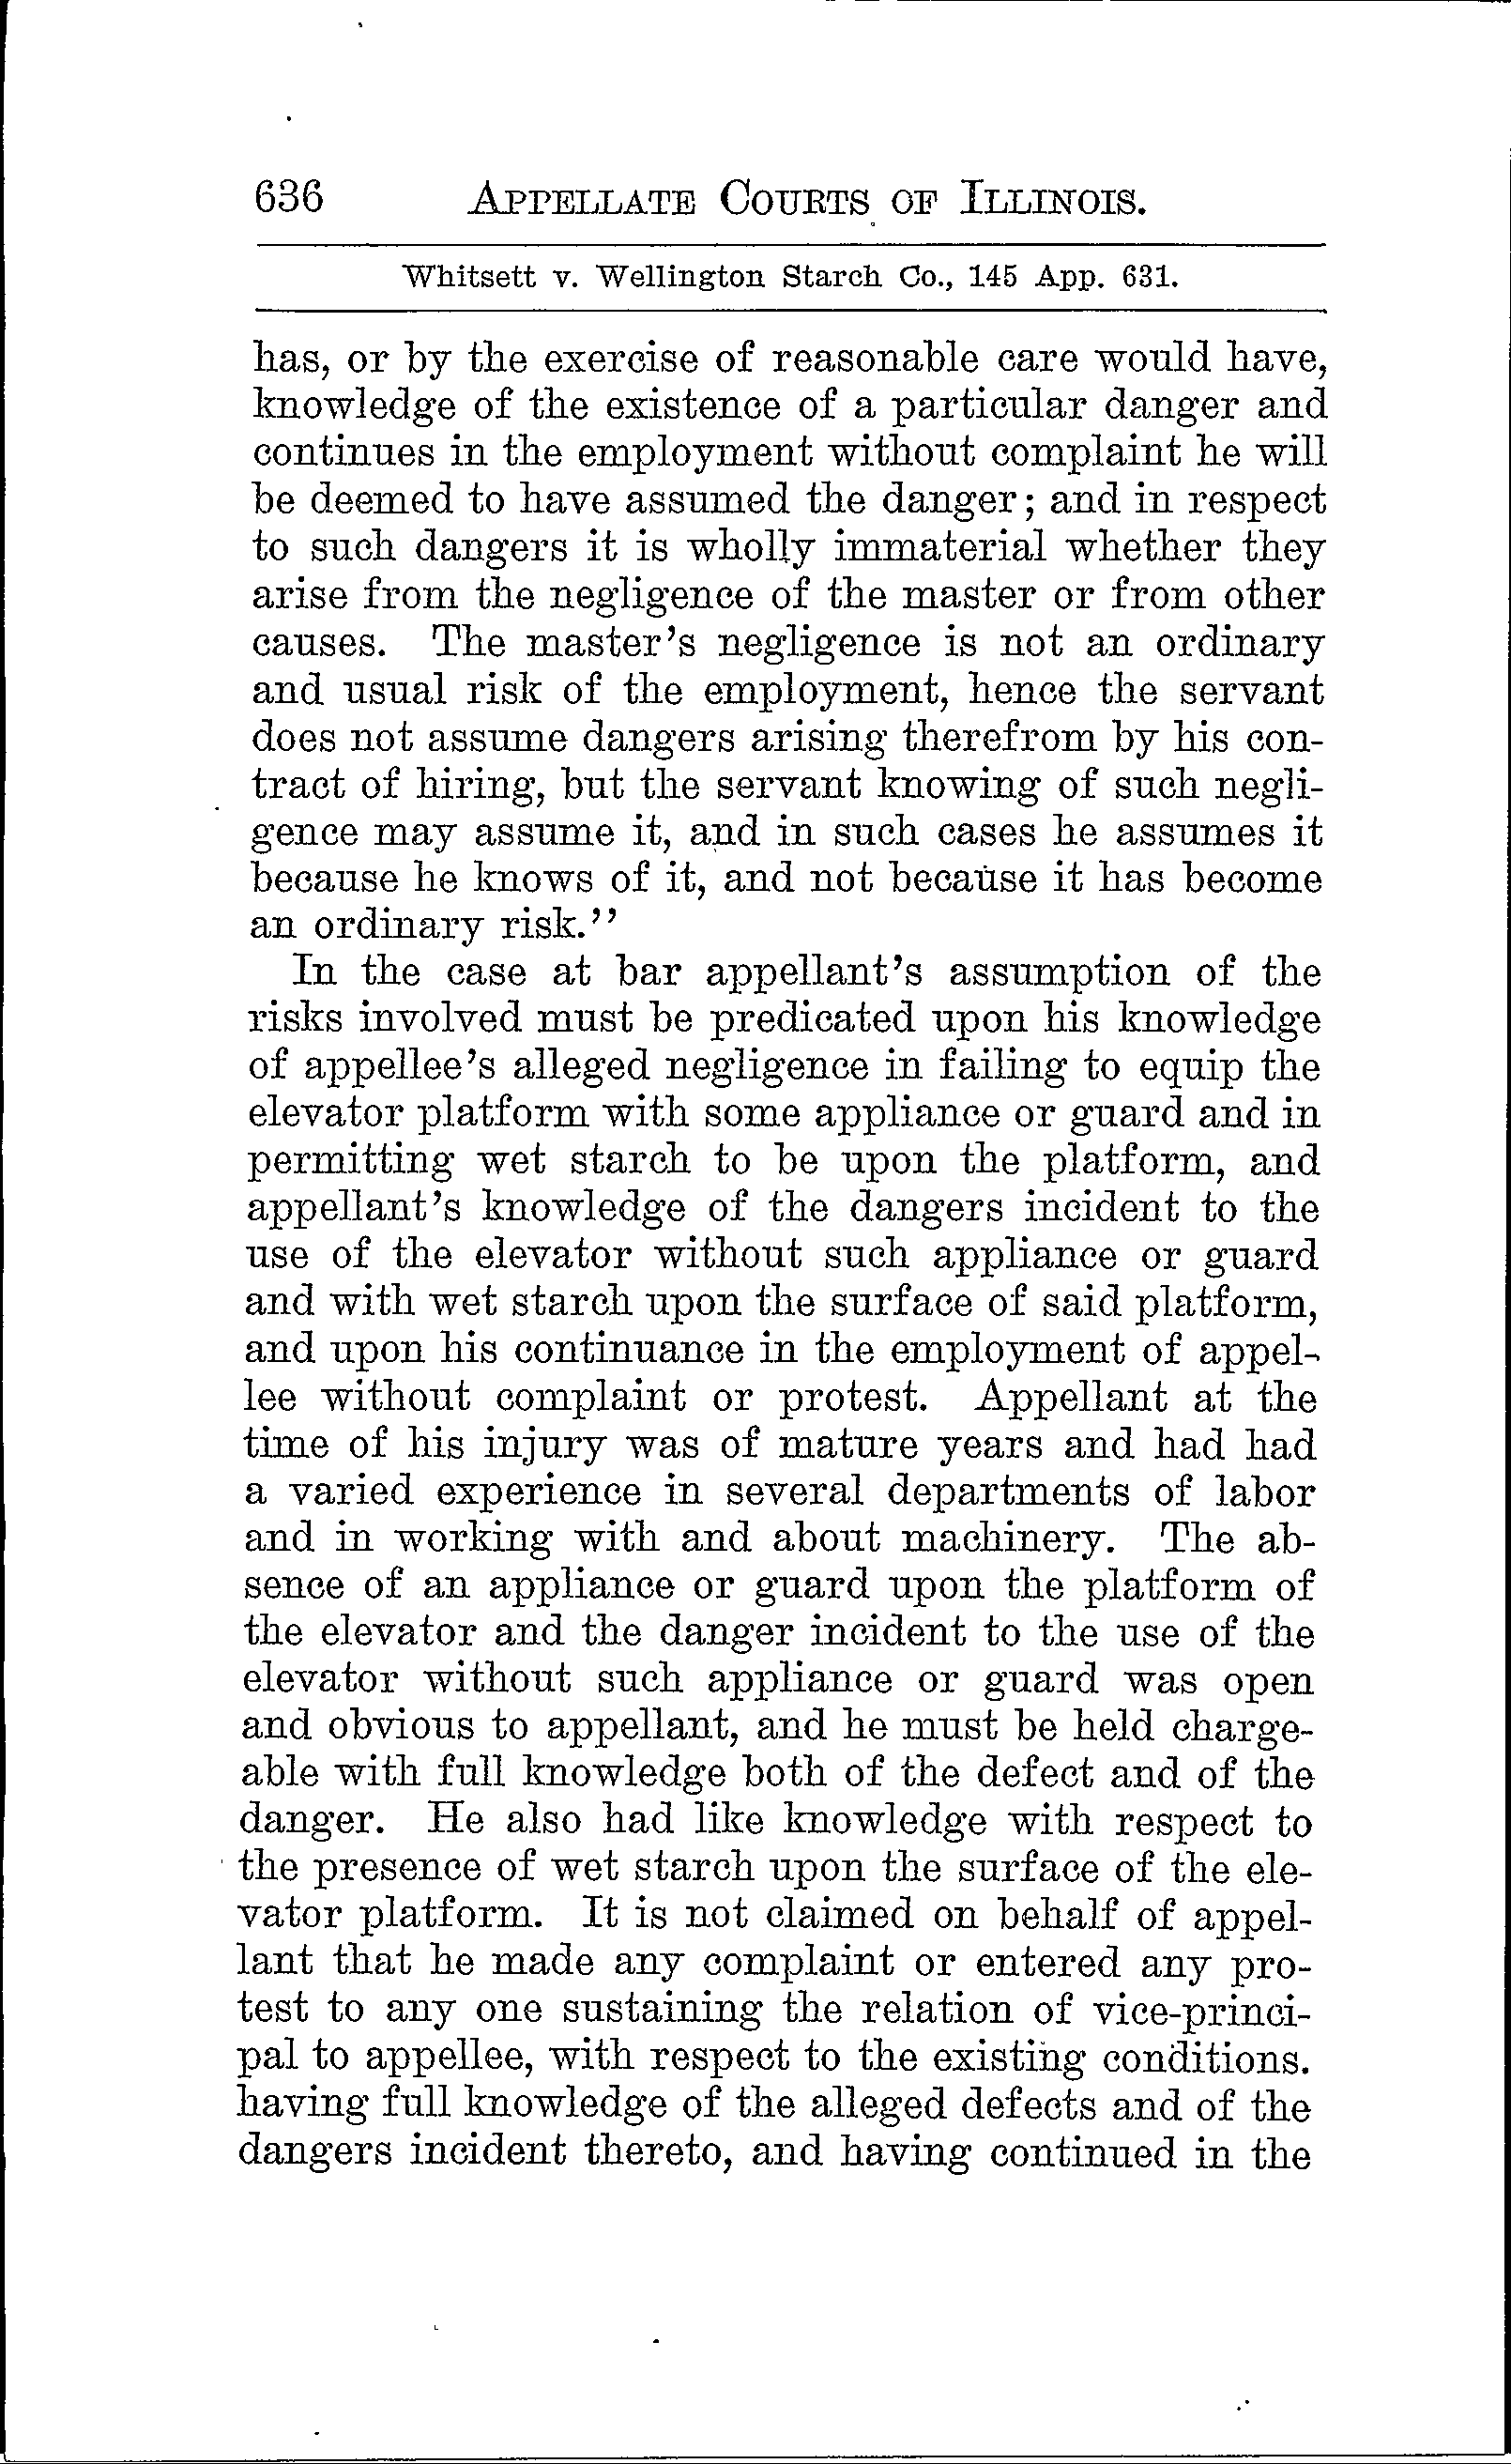 636 APPELLATE COURTS OF ILLINOIS.
Whitsett v. Wellington Starch Co., 145 App. 631.
has, or by the exercise of reasonable care would have,
knowledge of the existence of a particular danger and
continues in the employment without complaint he will
be deemed to have assumed the danger; and in respect
to such dangers it is wholly immaterial whether they
arise from the negligence of the master or from other
causes. The master's negligence is not an ordinary
and usual risk of the employment, hence the servant
does not assume dangers arising therefrom by his con-
tract of hiring, but the servant knowing of such negli-
gence may assume it, and in such cases he assumes it
because he knows of it, and not because it has become
an ordinary risk.''
In the case at bar appellant's assumption of the
risks involved must be predicated upon his knowledge
of appellee's alleged negligence in failing to equip the
elevator platform with some appliance or guard and in
permitting wet starch to be upon the platform, and
appellant's knowledge of the dangers incident to the
use of the elevator without such appliance or guard
and with wet starch upon the surface of said platform,
and upon his continuance in the employment of appel-
lee without complaint or protest. Appellant at the
time of his injury was of mature years and had had
a varied experience in several departments of labor
and in working with and about machinery. The ab-
sence of an appliance or guard upon the platform of
the elevator and the danger incident to the use of the
elevator without such appliance or guard was open
and obvious to appellant, and he must be held charge-
able with full knowledge both of the defect and of the
danger. He also had like knowledge with respect to
the presence of wet starch upon the surface of the ele-
vator platform. It is not claimed on behalf of appel-
lant that he made any complaint or entered any pro-
test to any one sustaining the relation of vice-princi-
pal to appellee, with respect to the existing conditions.
having full knowledge of the alleged defects and of the
dangers incident thereto, and having continued in the